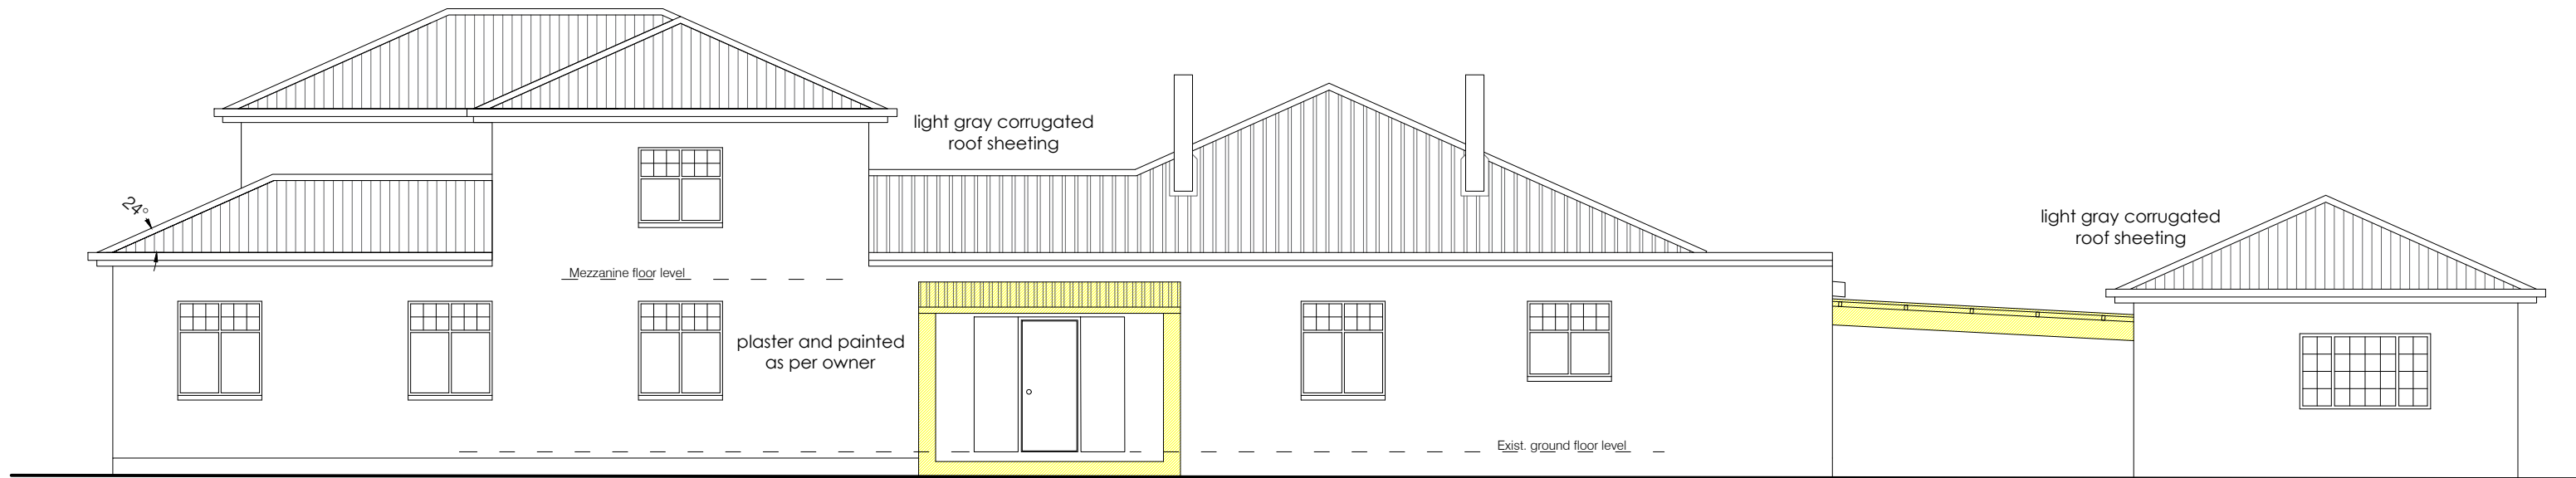 light gray corrugated
roof sheeting
24°
light gray corrugated
roof sheeting
Mezzanine floor level
plaster and painted
as per owner
Exist. ground floor level